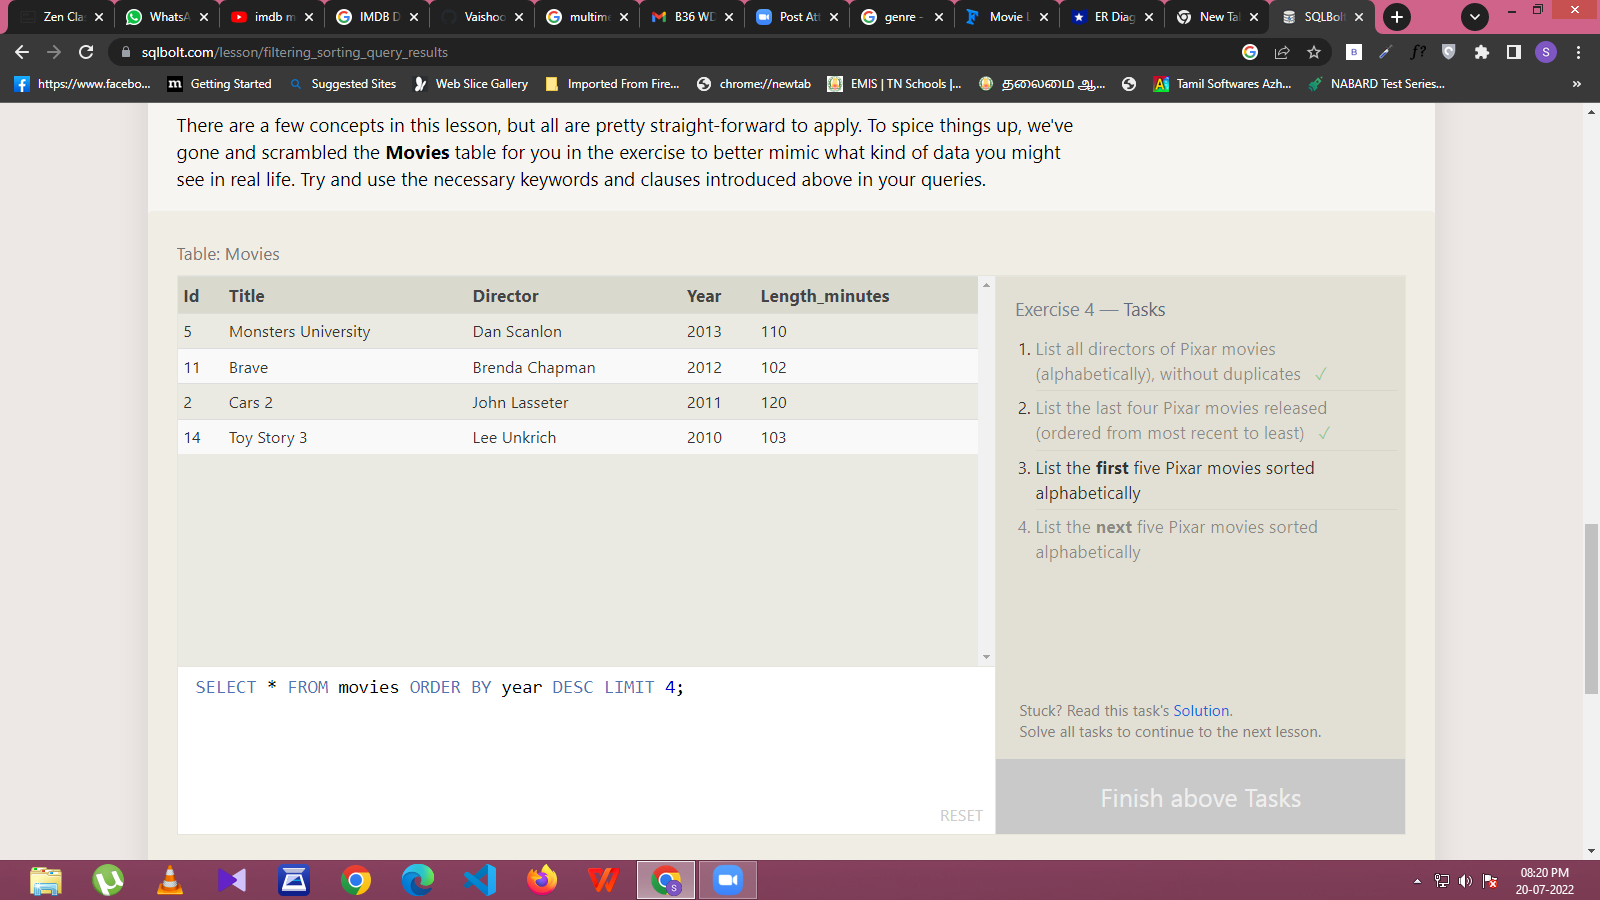 Zen Cla
WhatsA
imdb m
IMDB D
Vaishoo
multime
B36 WD
Post Att
genre -
Movie L
ER Diag
New Tab
SQLBolt
sqlbolt.com/lesson/filtering_sorting_query_results
https://www.facebo...
Getting Started
Suggested Sites
Web Slice Gallery
Imported From Fire...
chrome://newtab
EMIS | TN Schools |...
தலைமை ஆ...
Tamil Softwares Azh...
NABARD Test Series...
»
There are a few concepts in this lesson, but all are pretty straight-forward to apply. To spice things up, we've
gone and scrambled the Movies table for you in the exercise to better mimic what kind of data you might
see in real life. Try and use the necessary keywords and clauses introduced above in your queries.
Table: Movies
Id Title Director Year Length_minutes
5 Monsters University Dan Scanlon 2013 110
11 Brave Brenda Chapman 2012 102
2 Cars 2 John Lasseter 2011 120
14 Toy Story 3 Lee Unkrich 2010 103
SELECT * FROM movies ORDER BY year DESC LIMIT 4;
RESET
Exercise 4 — Tasks
1. List all directors of Pixar movies
(alphabetically), without duplicates ✓
2. List the last four Pixar movies released
(ordered from most recent to least) ✓
3. List the first five Pixar movies sorted
alphabetically
4. List the next five Pixar movies sorted
alphabetically
Stuck? Read this task's Solution.
Solve all tasks to continue to the next lesson.
Finish above Tasks
08:20 PM
20-07-2022